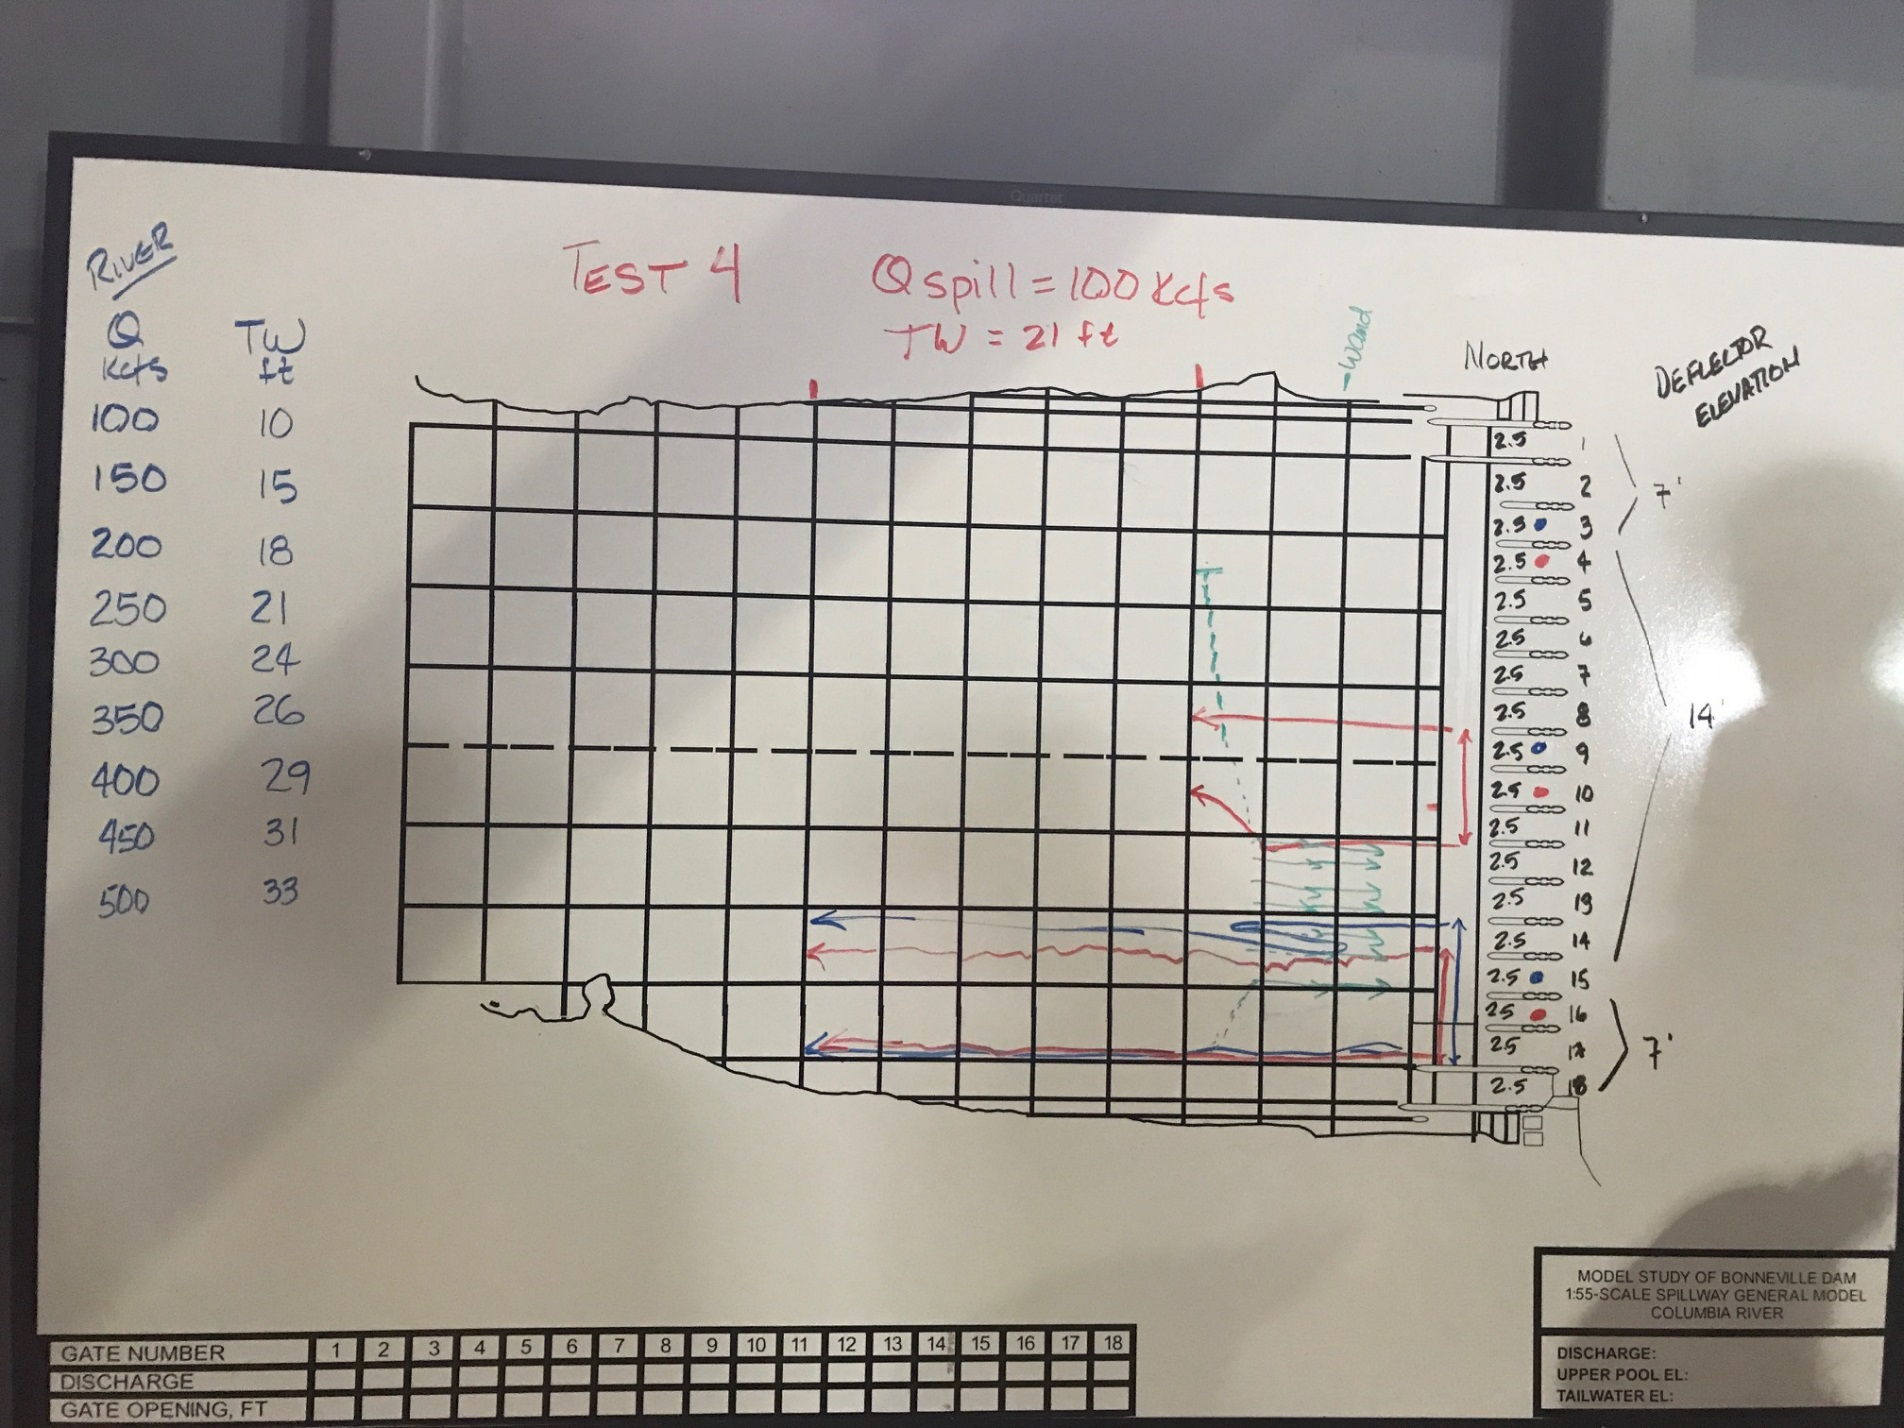 Quartet
RIVER
Q TW
Kcfs ft
100 10
150 15
200 18
250 21
300 24
350 26
400 29
450 31
500 33
TEST 4
Qspill = 100 Kcfs
TW = 21 ft
NORTH
DEFLECTOR
ELEVATION
2.5 1
2.5 2
2.5 3
2.5 4
2.5 5
2.5 6
2.5 7
2.5 8
2.5 9
2.5 10
2.5 11
2.5 12
2.5 13
2.5 14
2.5 15
2.5 16
2.5 17
2.5 18
7'
14'
7'
MODEL STUDY OF BONNEVILLE DAM
1:55-SCALE SPILLWAY GENERAL MODEL
COLUMBIA RIVER
DISCHARGE:
UPPER POOL EL:
TAILWATER EL:
GATE NUMBER 1 2 3 4 5 6 7 8 9 10 11 12 13 14 15 16 17 18
DISCHARGE
GATE OPENING, FT